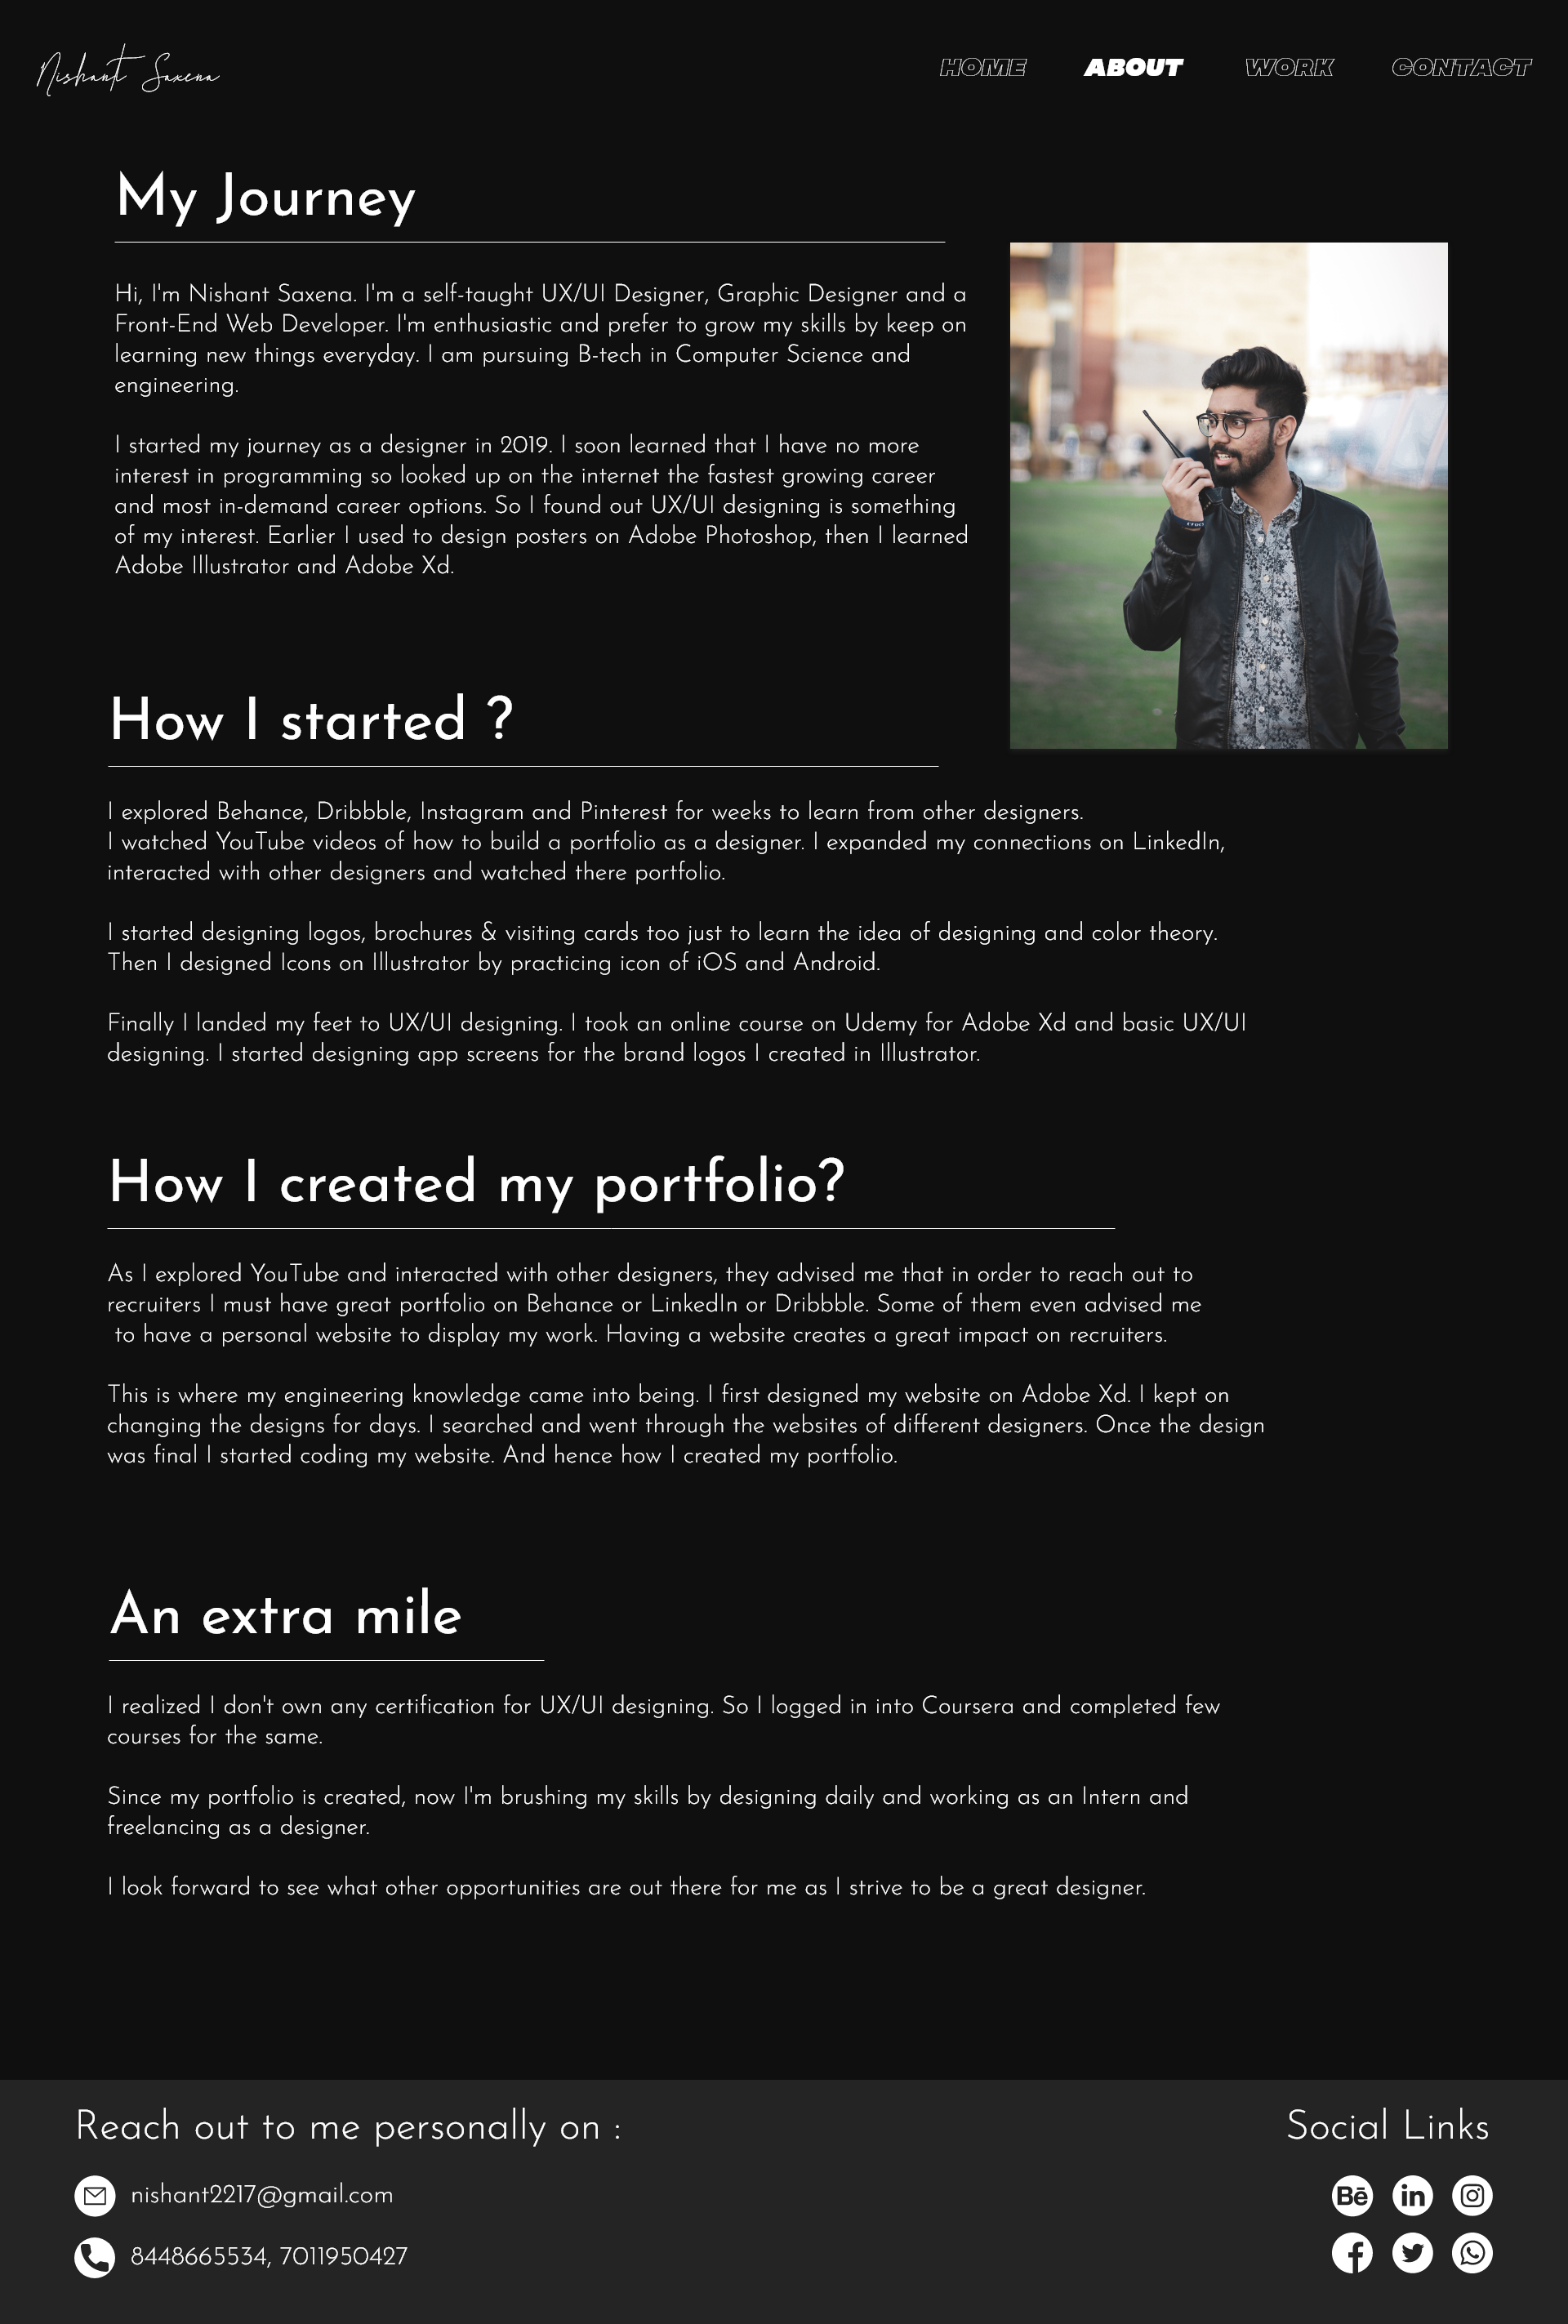 Nishant Saxena
HOME ABOUT WORK CONTACT
My Journey
Hi, I'm Nishant Saxena. I'm a self-taught UX/UI Designer, Graphic Designer and a
Front-End Web Developer. I'm enthusiastic and prefer to grow my skills by keep on
learning new things everyday. I am pursuing B-tech in Computer Science and
engineering.
I started my journey as a designer in 2019. I soon learned that I have no more
interest in programming so looked up on the internet the fastest growing career
and most in-demand career options. So I found out UX/UI designing is something
of my interest. Earlier I used to design posters on Adobe Photoshop, then I learned
Adobe Illustrator and Adobe Xd.
How I started ?
I explored Behance, Dribbble, Instagram and Pinterest for weeks to learn from other designers.
I watched YouTube videos of how to build a portfolio as a designer. I expanded my connections on LinkedIn,
interacted with other designers and watched there portfolio.
I started designing logos, brochures & visiting cards too just to learn the idea of designing and color theory.
Then I designed Icons on Illustrator by practicing icon of iOS and Android.
Finally I landed my feet to UX/UI designing. I took an online course on Udemy for Adobe Xd and basic UX/UI
designing. I started designing app screens for the brand logos I created in Illustrator.
How I created my portfolio?
As I explored YouTube and interacted with other designers, they advised me that in order to reach out to
recruiters I must have great portfolio on Behance or LinkedIn or Dribbble. Some of them even advised me
to have a personal website to display my work. Having a website creates a great impact on recruiters.
This is where my engineering knowledge came into being. I first designed my website on Adobe Xd. I kept on
changing the designs for days. I searched and went through the websites of different designers. Once the design
was final I started coding my website. And hence how I created my portfolio.
An extra mile
I realized I don't own any certification for UX/UI designing. So I logged in into Coursera and completed few
courses for the same.
Since my portfolio is created, now I'm brushing my skills by designing daily and working as an Intern and
freelancing as a designer.
I look forward to see what other opportunities are out there for me as I strive to be a great designer.
Reach out to me personally on :
nishant2217@gmail.com
8448665534, 7011950427
Social Links
Bē in